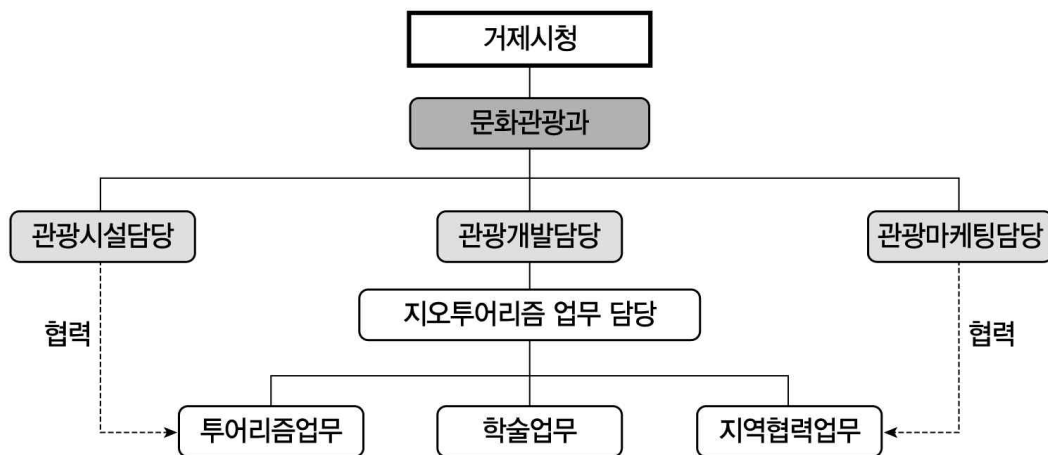 거제시청
문화관광과
관광시설담당
관광개발담당
관광마케팅담당
지오투어리즘 업무 담당
협력
협력
투어리즘업무
학술업무
지역협력업무